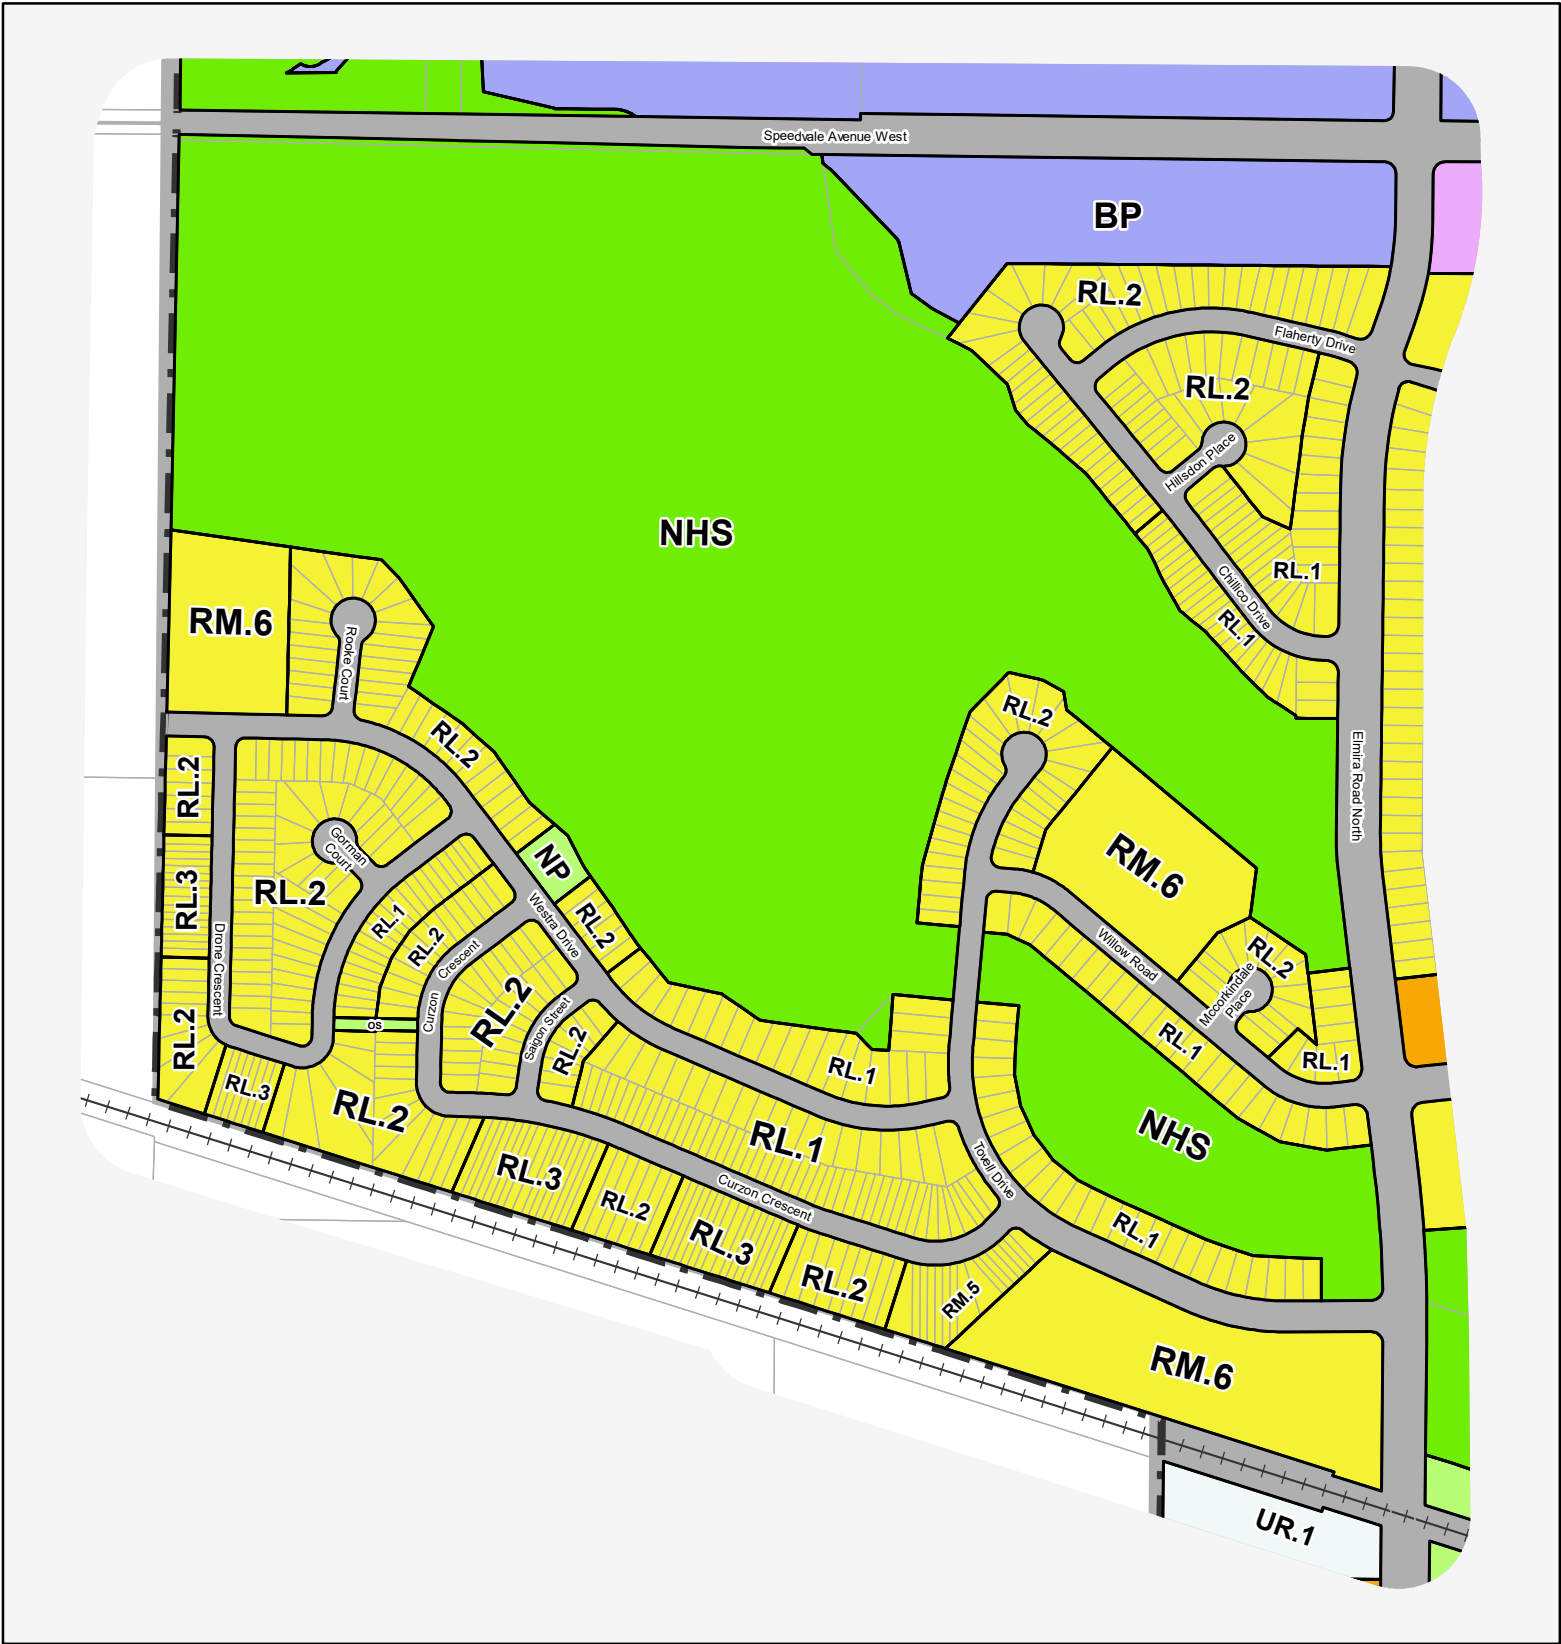 Speedvale Avenue West
BP
RL.2
Flaherty Drive
RL.2
Hillsdon Place
NHS
RL.1
Chillico Drive
RL.1
RM.6
Rooke Court
RL.2
RL.2
Elmira Road North
RL.2
Gorman
Court
RL.2
RL.3
NP
RM.6
RL.1
RL.2
RL.2
Westra Drive
Drone Crescent
Crescent
Curzon
Willow Road
RL.2
Mccorkindale
Place
RL.2
RL.2
OS
Saigon Street
RL.2
RL.1
RL.1
RL.1
RL.3
RL.2
RL.1
NHS
RL.3
RL.2
Curzon Crescent
Tovell Drive
RL.3
RL.2
RL.1
RM.5
RM.6
UR.1